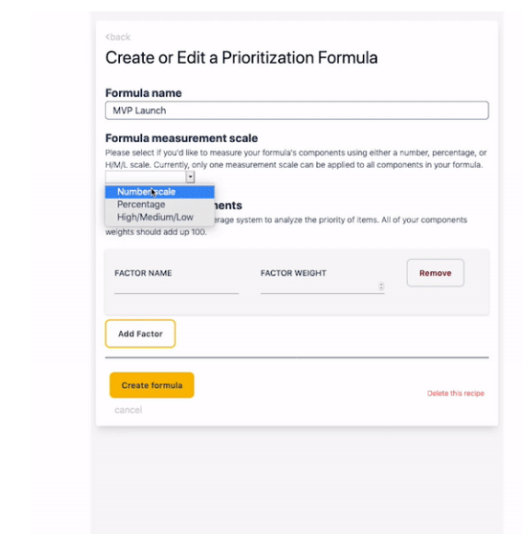 <back
Create or Edit a Prioritization Formula
Formula name
MVP Launch
Formula measurement scale
Please select if you'd like to measure your formula's components using either a number, percentage, or
H/M/L scale. Currently, only one measurement scale can be applied to all components in your formula.
Number scale
Percentage
High/Medium/Low
system to analyze the priority of items. All of your components
weights should add up 100.
FACTOR NAME
FACTOR WEIGHT
Remove
Add Factor
Create formula
Delete this recipe
cancel